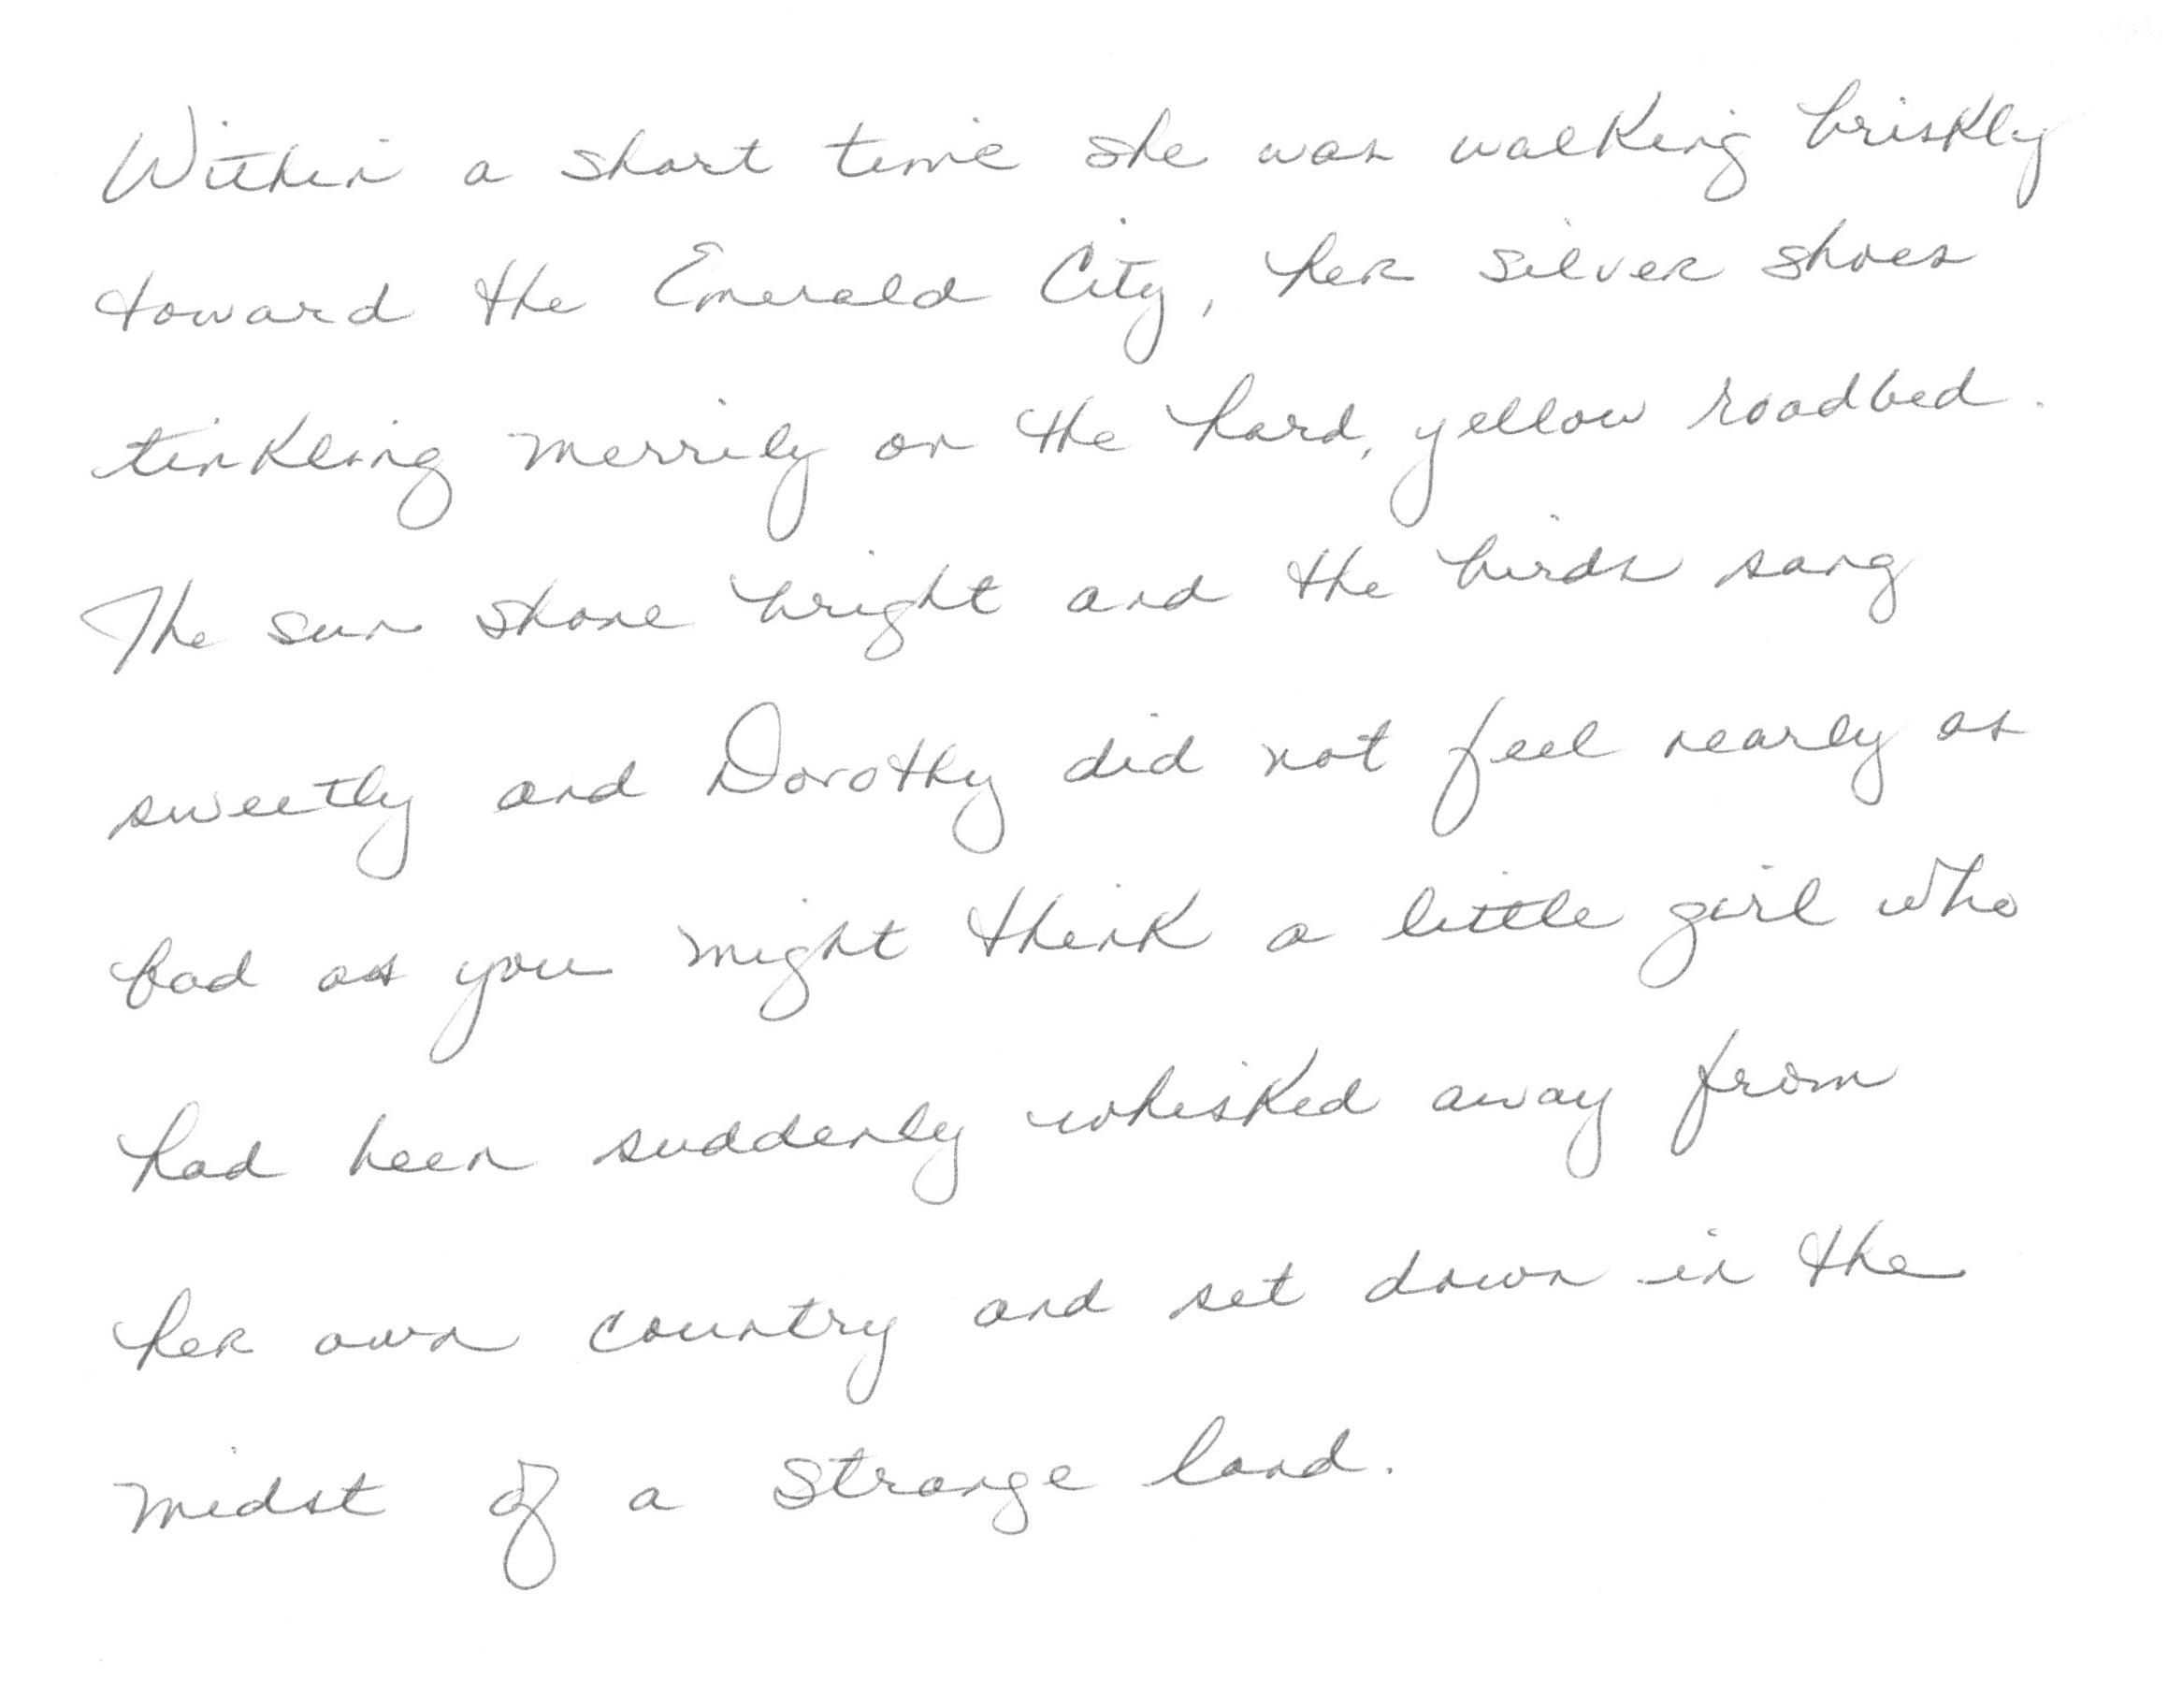 Within a short time she was walking briskly
toward the Emerald City, her silver shoes
tinkling merrily on the hard, yellow roadbed.
The sun shone bright and the birds sang
sweetly and Dorothy did not feel nearly as
bad as you might think a little girl who
had been suddenly whisked away from
her own country and set down in the
midst of a strange land.